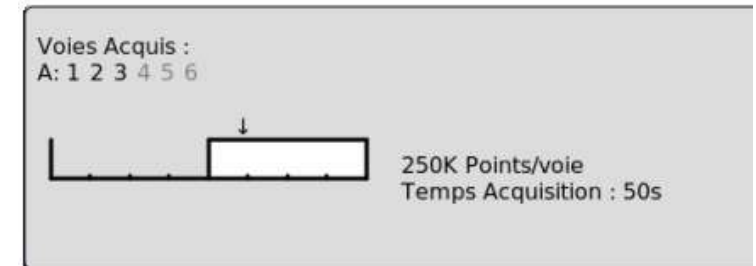 Voies Acquis :
A: 1 2 3 4 5 6
↓
250K Points/voie
Temps Acquisition : 50s